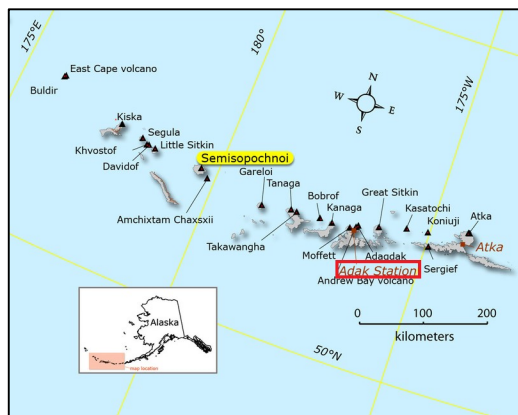 175°E
180°
175°W
East Cape volcano
Buldir
N
W
E
S
Kiska
Segula
Khvostof
Little Sitkin
Davidof
Semisopochnoi
Gareloi
Amchixtam Chaxsxii
Tanaga
Bobrof
Great Sitkin
Kanaga
Kasatochi
Atka
Koniuji
Takawangha
Atka
Moffett
Adagdak
Adak Station
Sergief
Andrew Bay volcano
0 100 200
kilometers
Alaska
map location
50°N